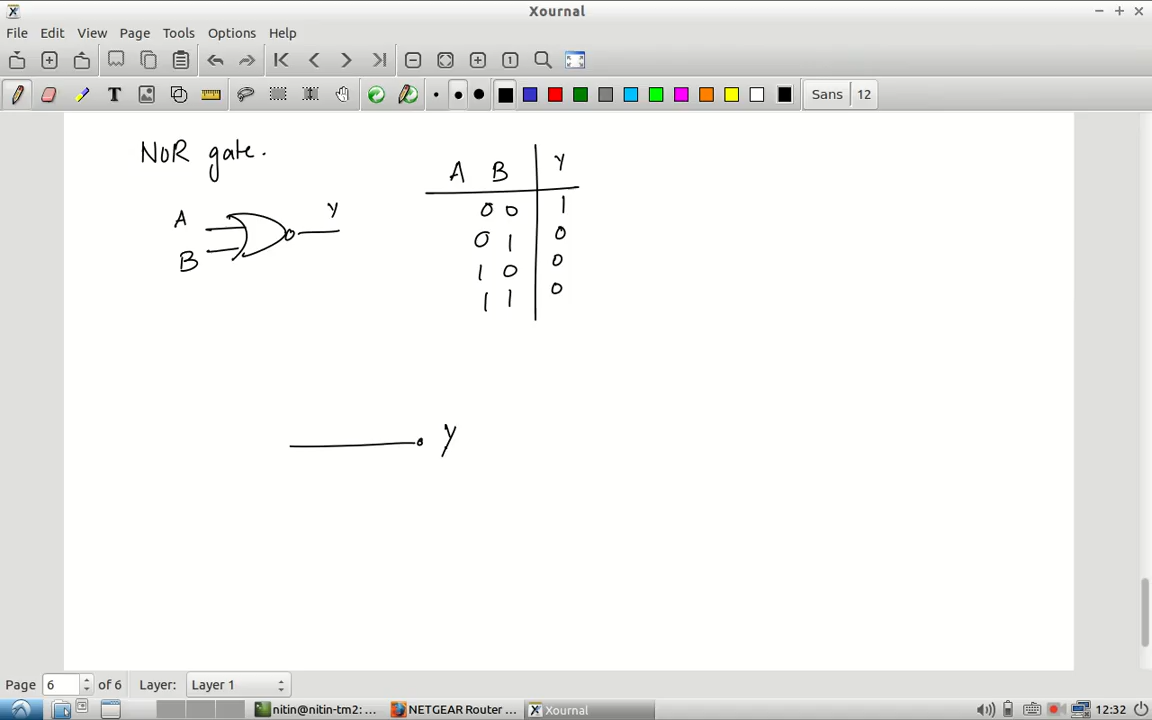 Xournal
File Edit View Page Tools Options Help
Sans 12
NOR gate.
A B Y
0 0 1
0 1 0
1 0 0
1 1 0
A
B
Y
Y
Page 6 of 6 Layer: Layer 1
nitin@nitin-tm2: ... NETGEAR Router ... Xournal 12:32